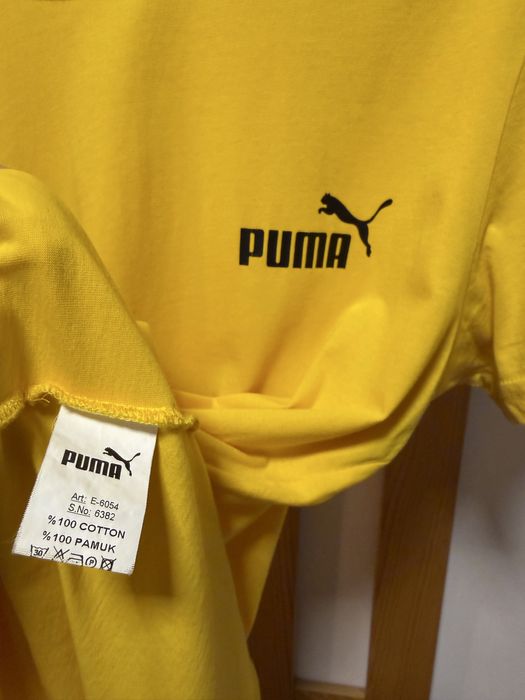 PUMA
PUMA
Art: E-6054
S.No: 6382
%100 COTTON
%100 PAMUK
30 P